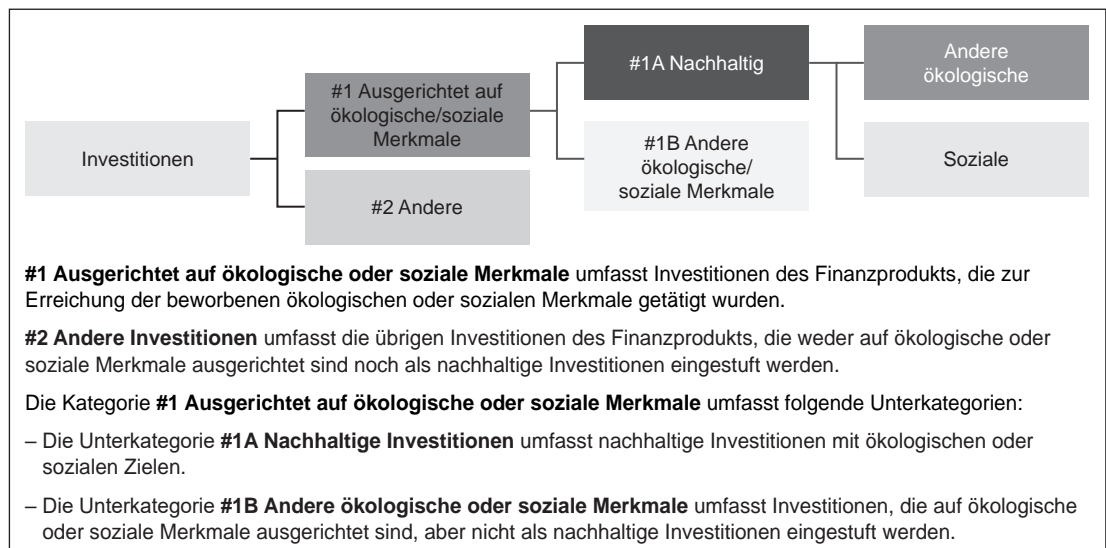 Investitionen
#1 Ausgerichtet auf
ökologische/soziale
Merkmale
#2 Andere
#1A Nachhaltig
#1B Andere
ökologische/
soziale Merkmale
Andere
ökologische
Soziale
#1 Ausgerichtet auf ökologische oder soziale Merkmale umfasst Investitionen des Finanzprodukts, die zur
Erreichung der beworbenen ökologischen oder sozialen Merkmale getätigt wurden.
#2 Andere Investitionen umfasst die übrigen Investitionen des Finanzprodukts, die weder auf ökologische oder
soziale Merkmale ausgerichtet sind noch als nachhaltige Investitionen eingestuft werden.
Die Kategorie #1 Ausgerichtet auf ökologische oder soziale Merkmale umfasst folgende Unterkategorien:
– Die Unterkategorie #1A Nachhaltige Investitionen umfasst nachhaltige Investitionen mit ökologischen oder
sozialen Zielen.
– Die Unterkategorie #1B Andere ökologische oder soziale Merkmale umfasst Investitionen, die auf ökologische
oder soziale Merkmale ausgerichtet sind, aber nicht als nachhaltige Investitionen eingestuft werden.